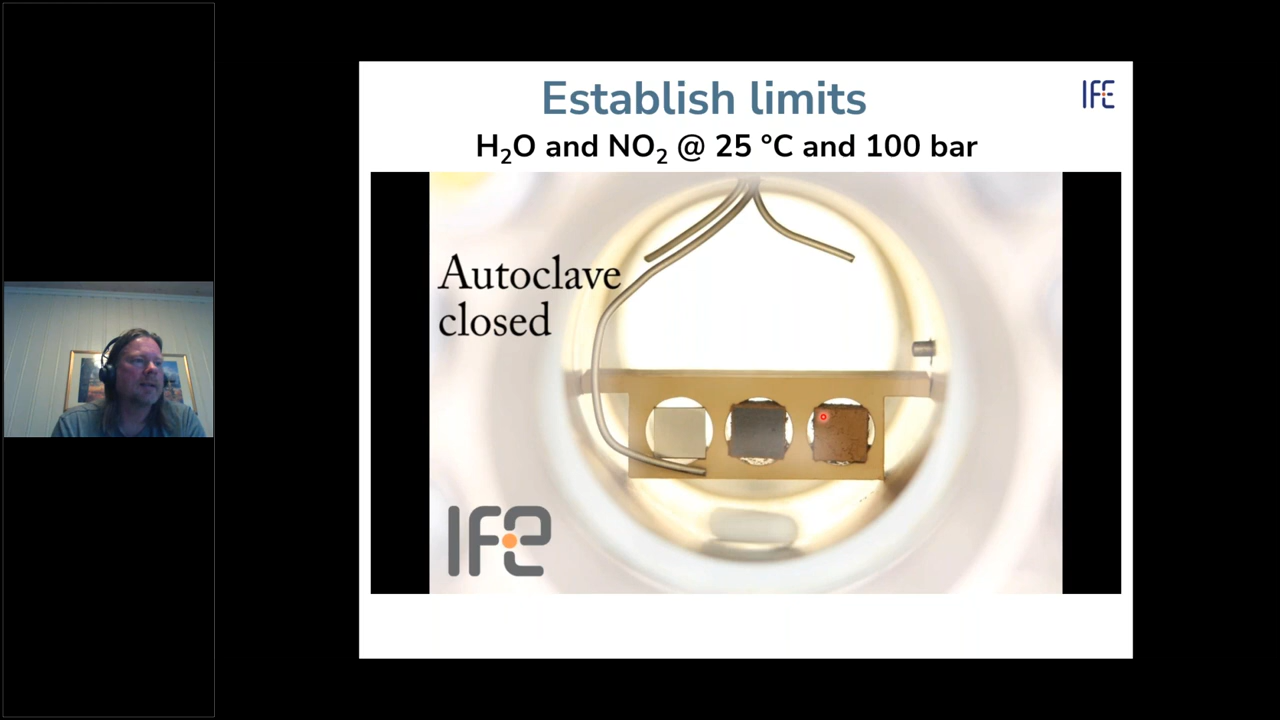 Establish limits
IFE
H₂O and NO₂ @ 25 °C and 100 bar
Autoclave
closed
IFe